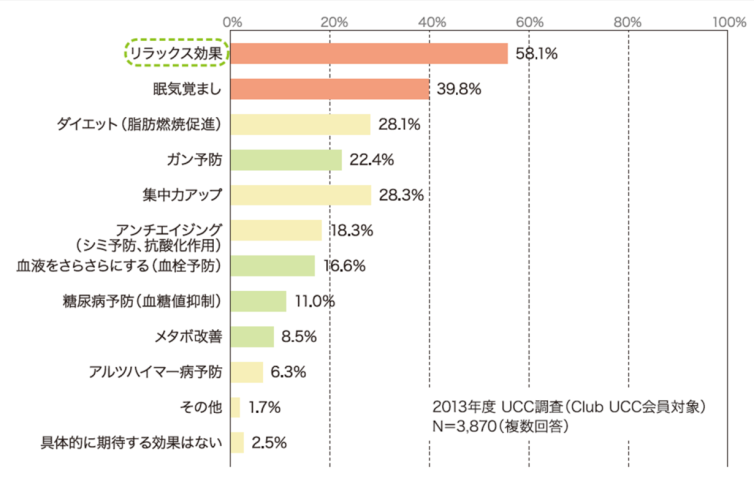 0% 20% 40% 60% 80% 100%
リラックス効果 58.1%
眠気覚まし 39.8%
ダイエット（脂肪燃焼促進） 28.1%
ガン予防 22.4%
集中力アップ 28.3%
アンチエイジング
（シミ予防、抗酸化作用） 18.3%
血液をさらさらにする（血栓予防） 16.6%
糖尿病予防（血糖値抑制） 11.0%
メタボ改善 8.5%
アルツハイマー病予防 6.3%
その他 1.7%
具体的に期待する効果はない 2.5%
2013年度 UCC調査（Club UCC会員対象）
N＝3,870（複数回答）